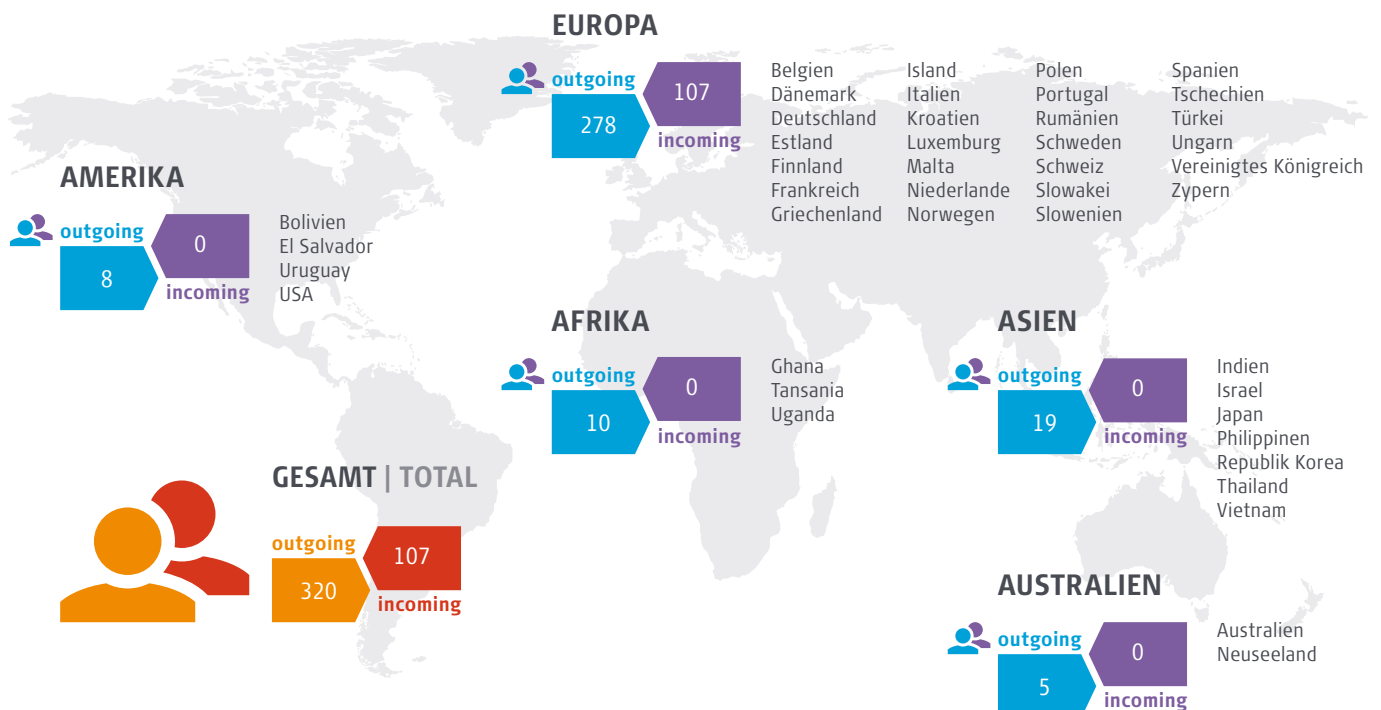 EUROPA
outgoing
107
278
incoming
Belgien
Dänemark
Deutschland
Estland
Finnland
Frankreich
Griechenland
Island
Italien
Kroatien
Luxemburg
Malta
Niederlande
Norwegen
Polen
Portugal
Rumänien
Schweden
Schweiz
Slowakei
Slowenien
Spanien
Tschechien
Türkei
Ungarn
Vereinigtes Königreich
Zypern
AMERIKA
outgoing
0
8
incoming
Bolivien
El Salvador
Uruguay
USA
AFRIKA
outgoing
0
10
incoming
Ghana
Tansania
Uganda
ASIEN
outgoing
0
19
incoming
Indien
Israel
Japan
Philippinen
Republik Korea
Thailand
Vietnam
GESAMT | TOTAL
outgoing
107
320
incoming
AUSTRALIEN
outgoing
0
5
incoming
Australien
Neuseeland